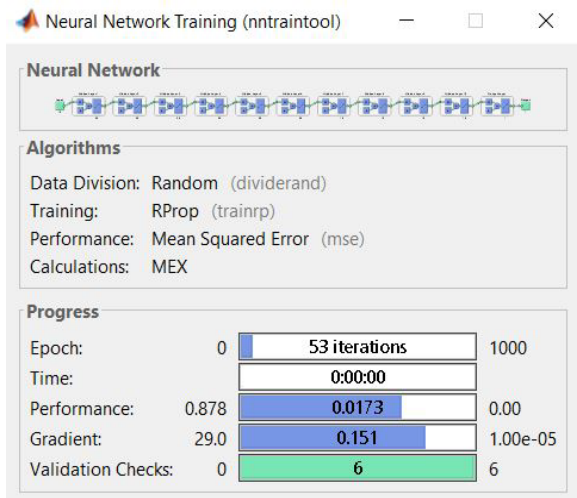 Neural Network Training (nntraintool)
Neural Network
Algorithms
Data Division: Random (dividerand)
Training: RProp (trainrp)
Performance: Mean Squared Error (mse)
Calculations: MEX
Progress
Epoch: 0 53 iterations 1000
Time: 0:00:00
Performance: 0.878 0.0173 0.00
Gradient: 29.0 0.151 1.00e-05
Validation Checks: 0 6 6